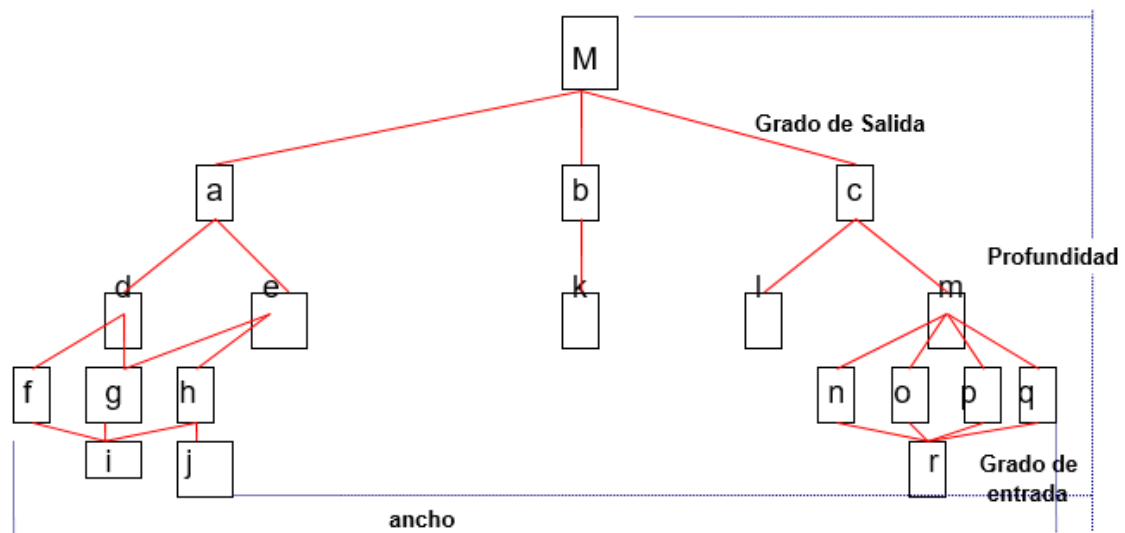 M
Grado de Salida
a
b
c
Profundidad
d
e
k
l
m
f
g
h
n
o
p
q
i
j
r
Grado de
entrada
ancho